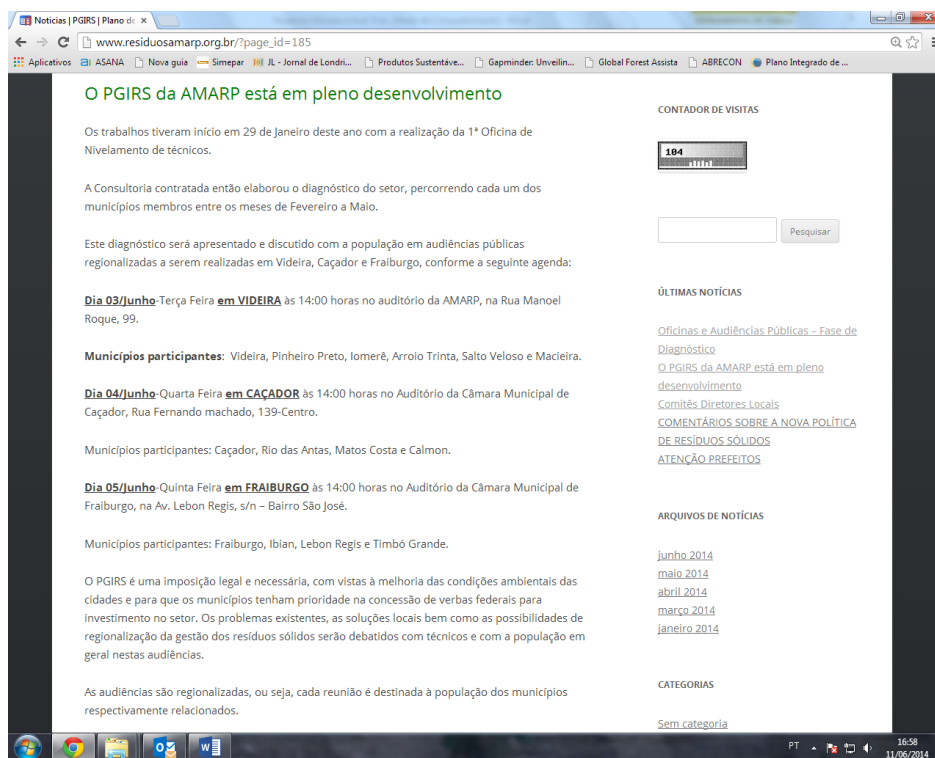 Noticias | PGIRS | Plano de
www.residuosamarp.org.br/?page_id=185
Aplicativos ASANA Nova guia Simepar JL - Jornal de Londri... Produtos Sustentáve... Gapminder: Unveilin... Global Forest Assista ABRECON Plano Integrado de ...
O PGIRS da AMARP está em pleno desenvolvimento
Os trabalhos tiveram início em 29 de Janeiro deste ano com a realização da 1ª Oficina de
Nivelamento de técnicos.
A Consultoria contratada então elaborou o diagnóstico do setor, percorrendo cada um dos
municípios membros entre os meses de Fevereiro a Maio.
Este diagnóstico será apresentado e discutido com a população em audiências públicas
regionalizadas a serem realizadas em Videira, Caçador e Fraiburgo, conforme a seguinte agenda:
Dia 03/Junho-Terça Feira em VIDEIRA às 14:00 horas no auditório da AMARP, na Rua Manoel
Roque, 99.
Municípios participantes: Videira, Pinheiro Preto, Iomerê, Arroio Trinta, Salto Veloso e Macieira.
Dia 04/Junho-Quarta Feira em CAÇADOR às 14:00 horas no Auditório da Câmara Municipal de
Caçador, Rua Fernando machado, 139-Centro.
Municípios participantes: Caçador, Rio das Antas, Matos Costa e Calmon.
Dia 05/Junho-Quinta Feira em FRAIBURGO às 14:00 horas no Auditório da Câmara Municipal de
Fraiburgo, na Av. Lebon Regis, s/n – Bairro São José.
Municípios participantes: Fraiburgo, Ibian, Lebon Regis e Timbó Grande.
O PGIRS é uma imposição legal e necessária, com vistas à melhoria das condições ambientais das
cidades e para que os municípios tenham prioridade na concessão de verbas federais para
investimento no setor. Os problemas existentes, as soluções locais bem como as possibilidades de
regionalização da gestão dos resíduos sólidos serão debatidos com técnicos e com a população em
geral nestas audiências.
As audiências são regionalizadas, ou seja, cada reunião é destinada à população dos municípios
respectivamente relacionados.
CONTADOR DE VISITAS
104
Pesquisar
ÚLTIMAS NOTÍCIAS
Oficinas e Audiências Públicas – Fase de
Diagnóstico
O PGIRS da AMARP está em pleno
desenvolvimento
Comitês Diretores Locais
COMENTÁRIOS SOBRE A NOVA POLÍTICA
DE RESÍDUOS SÓLIDOS
ATENÇÃO PREFEITOS
ARQUIVOS DE NOTÍCIAS
junho 2014
maio 2014
abril 2014
março 2014
janeiro 2014
CATEGORIAS
Sem categoria
PT
16:58
11/06/2014